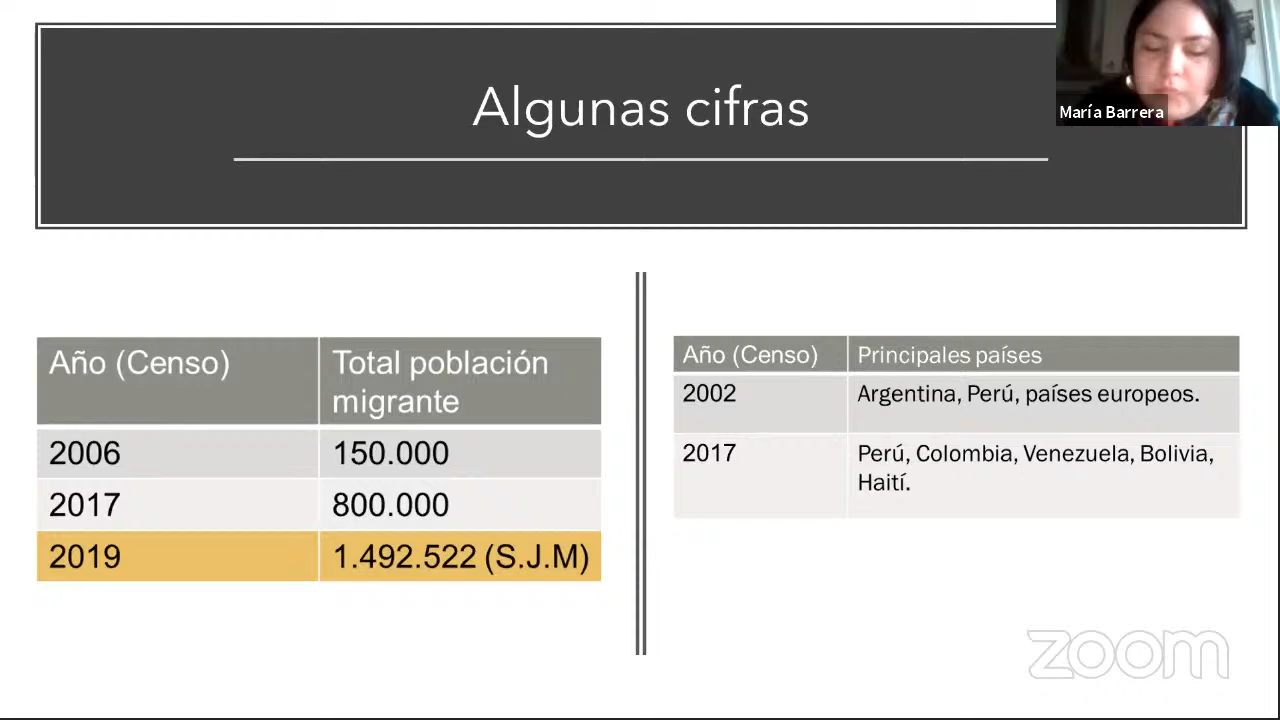 Algunas cifras
María Barrera
Año (Censo) Total población
migrante
2006 150.000
2017 800.000
2019 1.492.522 (S.J.M)
Año (Censo) Principales países
2002 Argentina, Perú, países europeos.
2017 Perú, Colombia, Venezuela, Bolivia,
Haití.
zoom